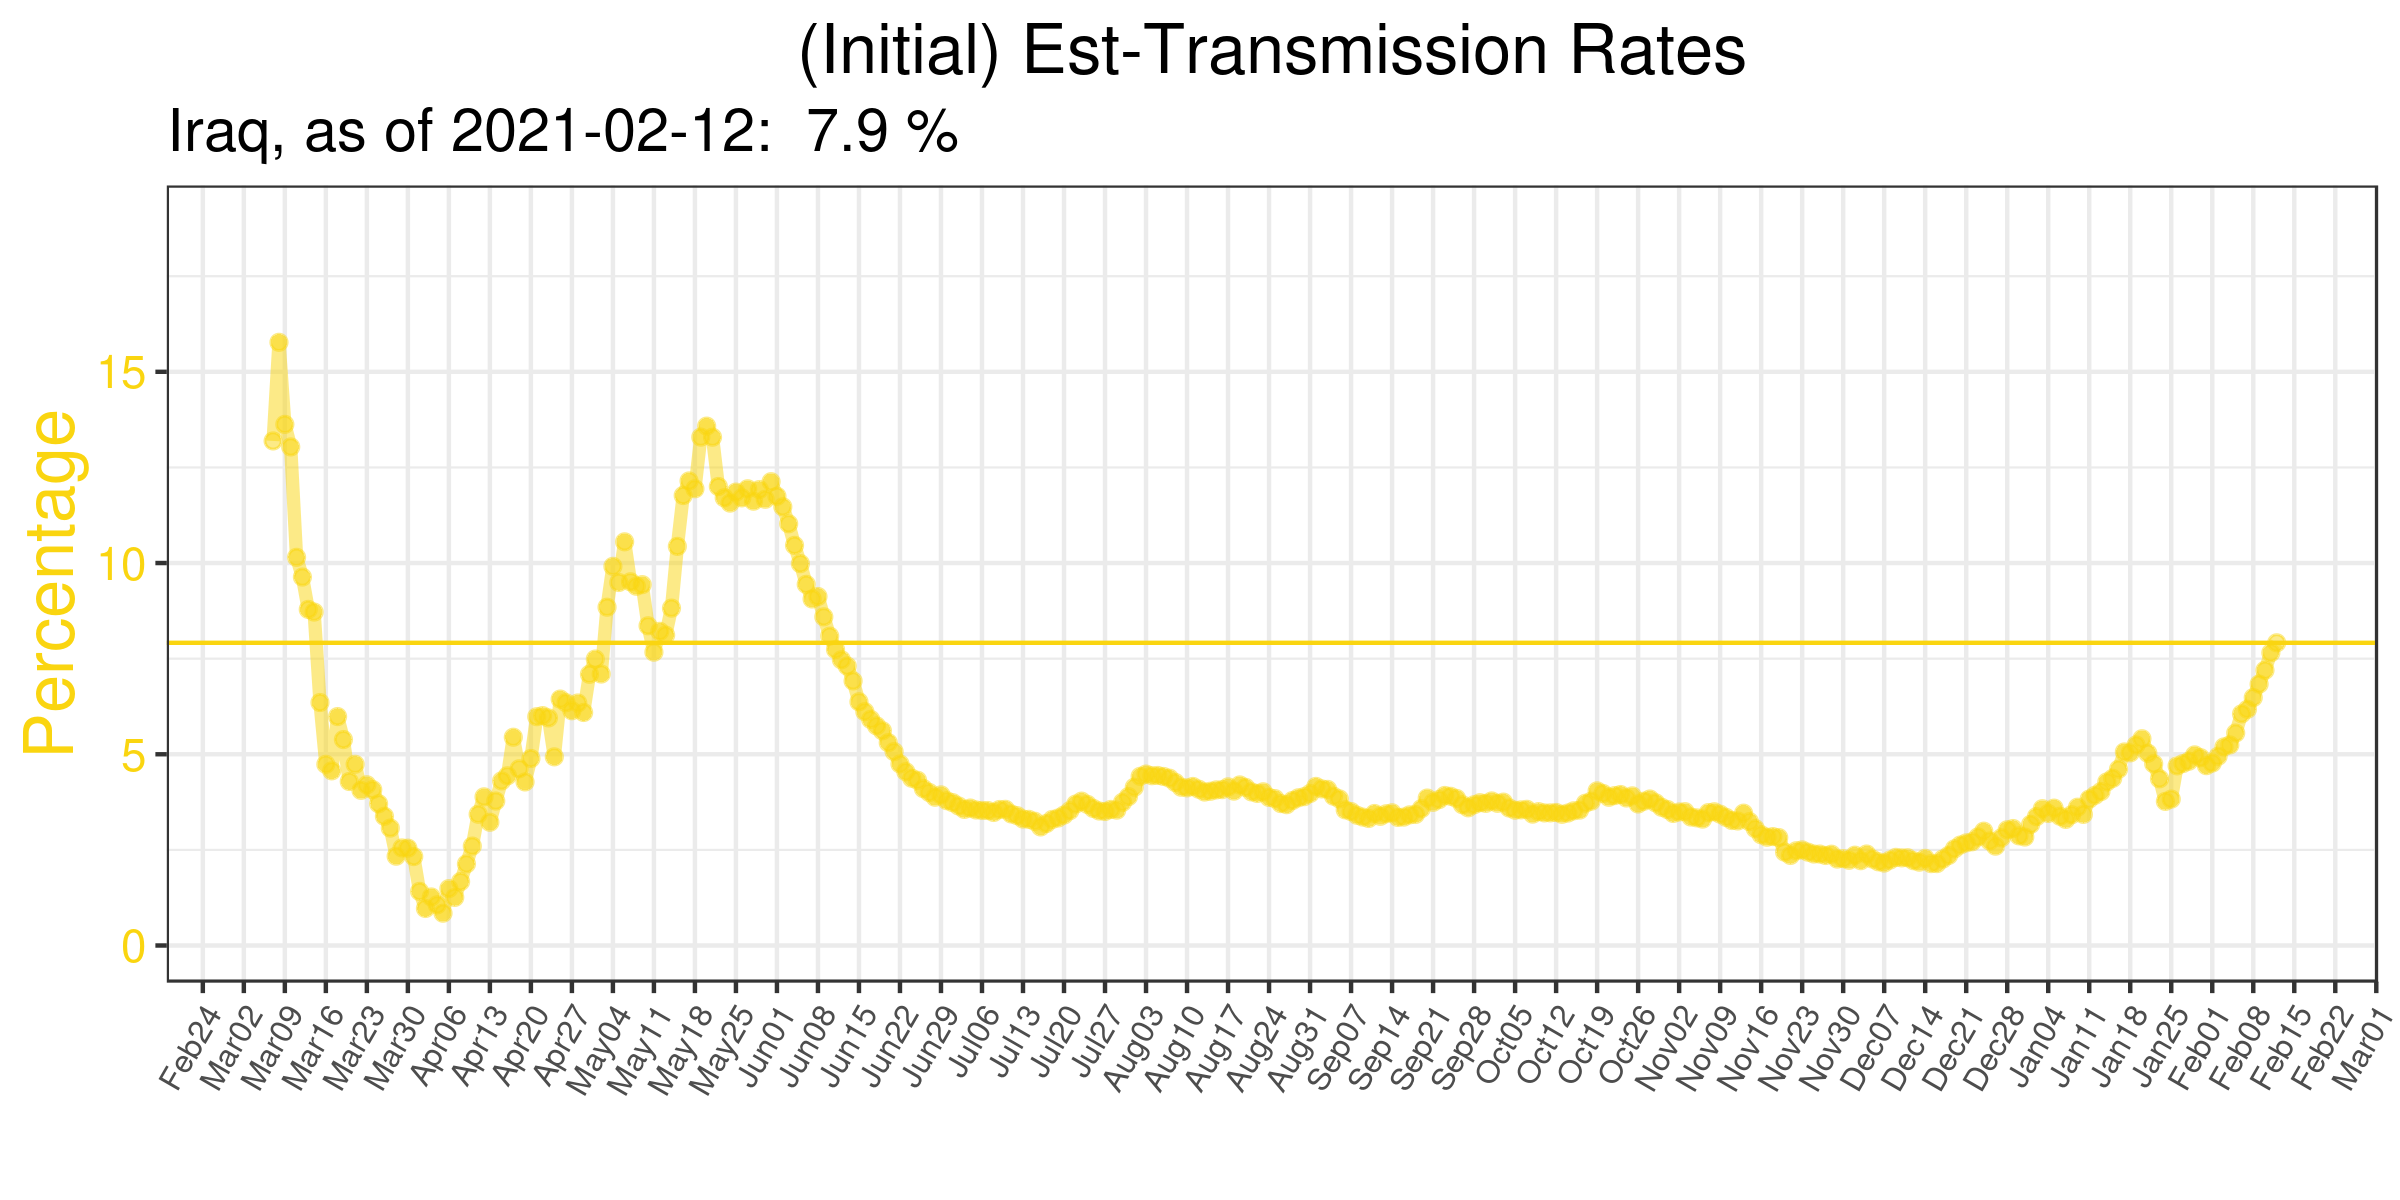 (Initial) Est-Transmission Rates
Iraq, as of 2021-02-12:  7.9 %
Percentage
15
10
5
0
Feb24
Mar02
Mar09
Mar16
Mar23
Mar30
Apr06
Apr13
Apr20
Apr27
May04
May11
May18
May25
Jun01
Jun08
Jun15
Jun22
Jun29
Jul06
Jul13
Jul20
Jul27
Aug03
Aug10
Aug17
Aug24
Aug31
Sep07
Sep14
Sep21
Sep28
Oct05
Oct12
Oct19
Oct26
Nov02
Nov09
Nov16
Nov23
Nov30
Dec07
Dec14
Dec21
Dec28
Jan04
Jan11
Jan18
Jan25
Feb01
Feb08
Feb15
Feb22
Mar01